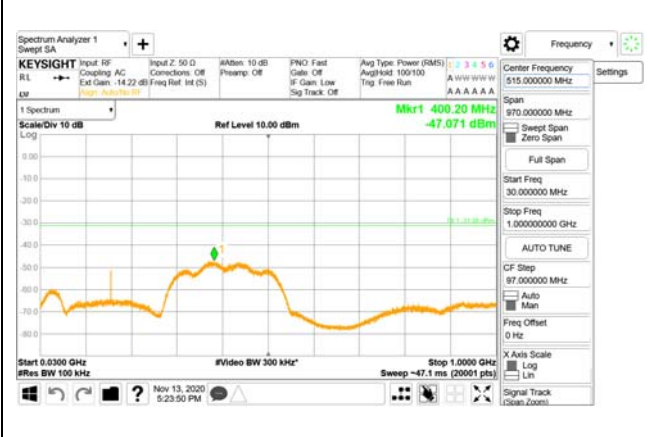 Spectrum Analyzer 1
Swept SA
Frequency
KEYSIGHT
RL
Input: RF
Coupling: AC
Ext Gain: -14.22 dB
Align: Auto/No RF
Input Z: 50 Ω
Corrections: Off
Freq Ref: Int (S)
#Atten: 10 dB
Preamp: Off
PNO: Fast
Gate: Off
IF Gain: Low
Sig Track: Off
Avg Type: Power (RMS)
Avg|Hold: 100/100
Trig: Free Run
1 2 3 4 5 6
A W W W W W
A A A A A A
1 Spectrum
Mkr1 400.20 MHz
Scale/Div 10 dB
Ref Level 10.00 dBm
-47.071 dBm
Log
0.00
-10.0
-20.0
-30.0
-40.0
-50.0
-60.0
-70.0
-80.0
1
Start 0.0300 GHz
#Video BW 300 kHz*
Stop 1.0000 GHz
#Res BW 100 kHz
Sweep ~47.1 ms (20001 pts)
?
Nov 13, 2020
5:23:50 PM
Center Frequency
515.000000 MHz
Settings
Span
970.000000 MHz
Swept Span
Zero Span
Full Span
Start Freq
30.000000 MHz
Stop Freq
1.000000000 GHz
AUTO TUNE
CF Step
97.000000 MHz
Auto
Man
Freq Offset
0 Hz
X Axis Scale
Log
Lin
Signal Track
(Span Zoom)